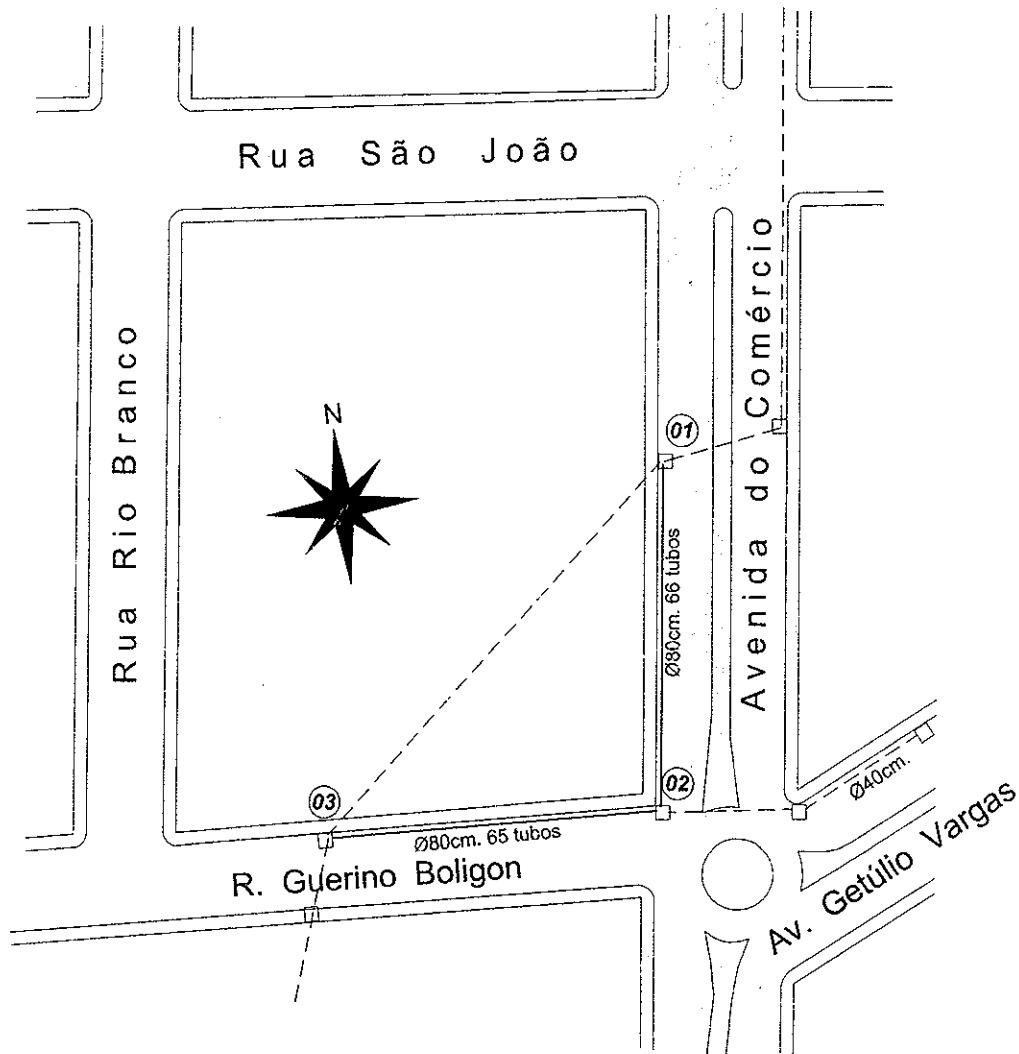 Rua São João
Avenida do Comércio
Rua Rio Branco
N
01
Ø80cm. 66 tubos
02
Ø40cm.
03
Ø80cm. 65 tubos
R. Guerino Boligon
Av. Getúlio Vargas